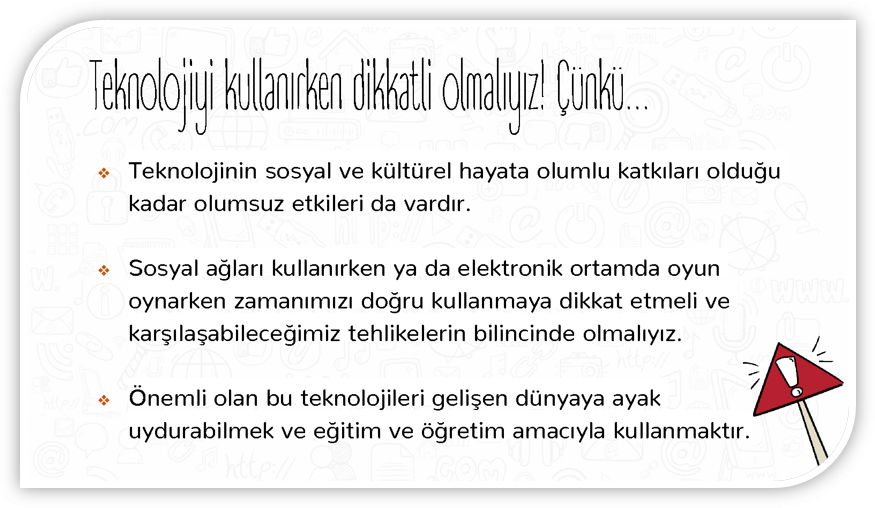 Teknolojiyi kullanırken dikkatli olmalıyız! Çünkü...
Teknolojinin sosyal ve kültürel hayata olumlu katkıları olduğu
kadar olumsuz etkileri da vardır.
Sosyal ağları kullanırken ya da elektronik ortamda oyun
oynarken zamanımızı doğru kullanmaya dikkat etmeli ve
karşılaşabileceğimiz tehlikelerin bilincinde olmalıyız.
Önemli olan bu teknolojileri gelişen dünyaya ayak
uydurabilmek ve eğitim ve öğretim amacıyla kullanmaktır.